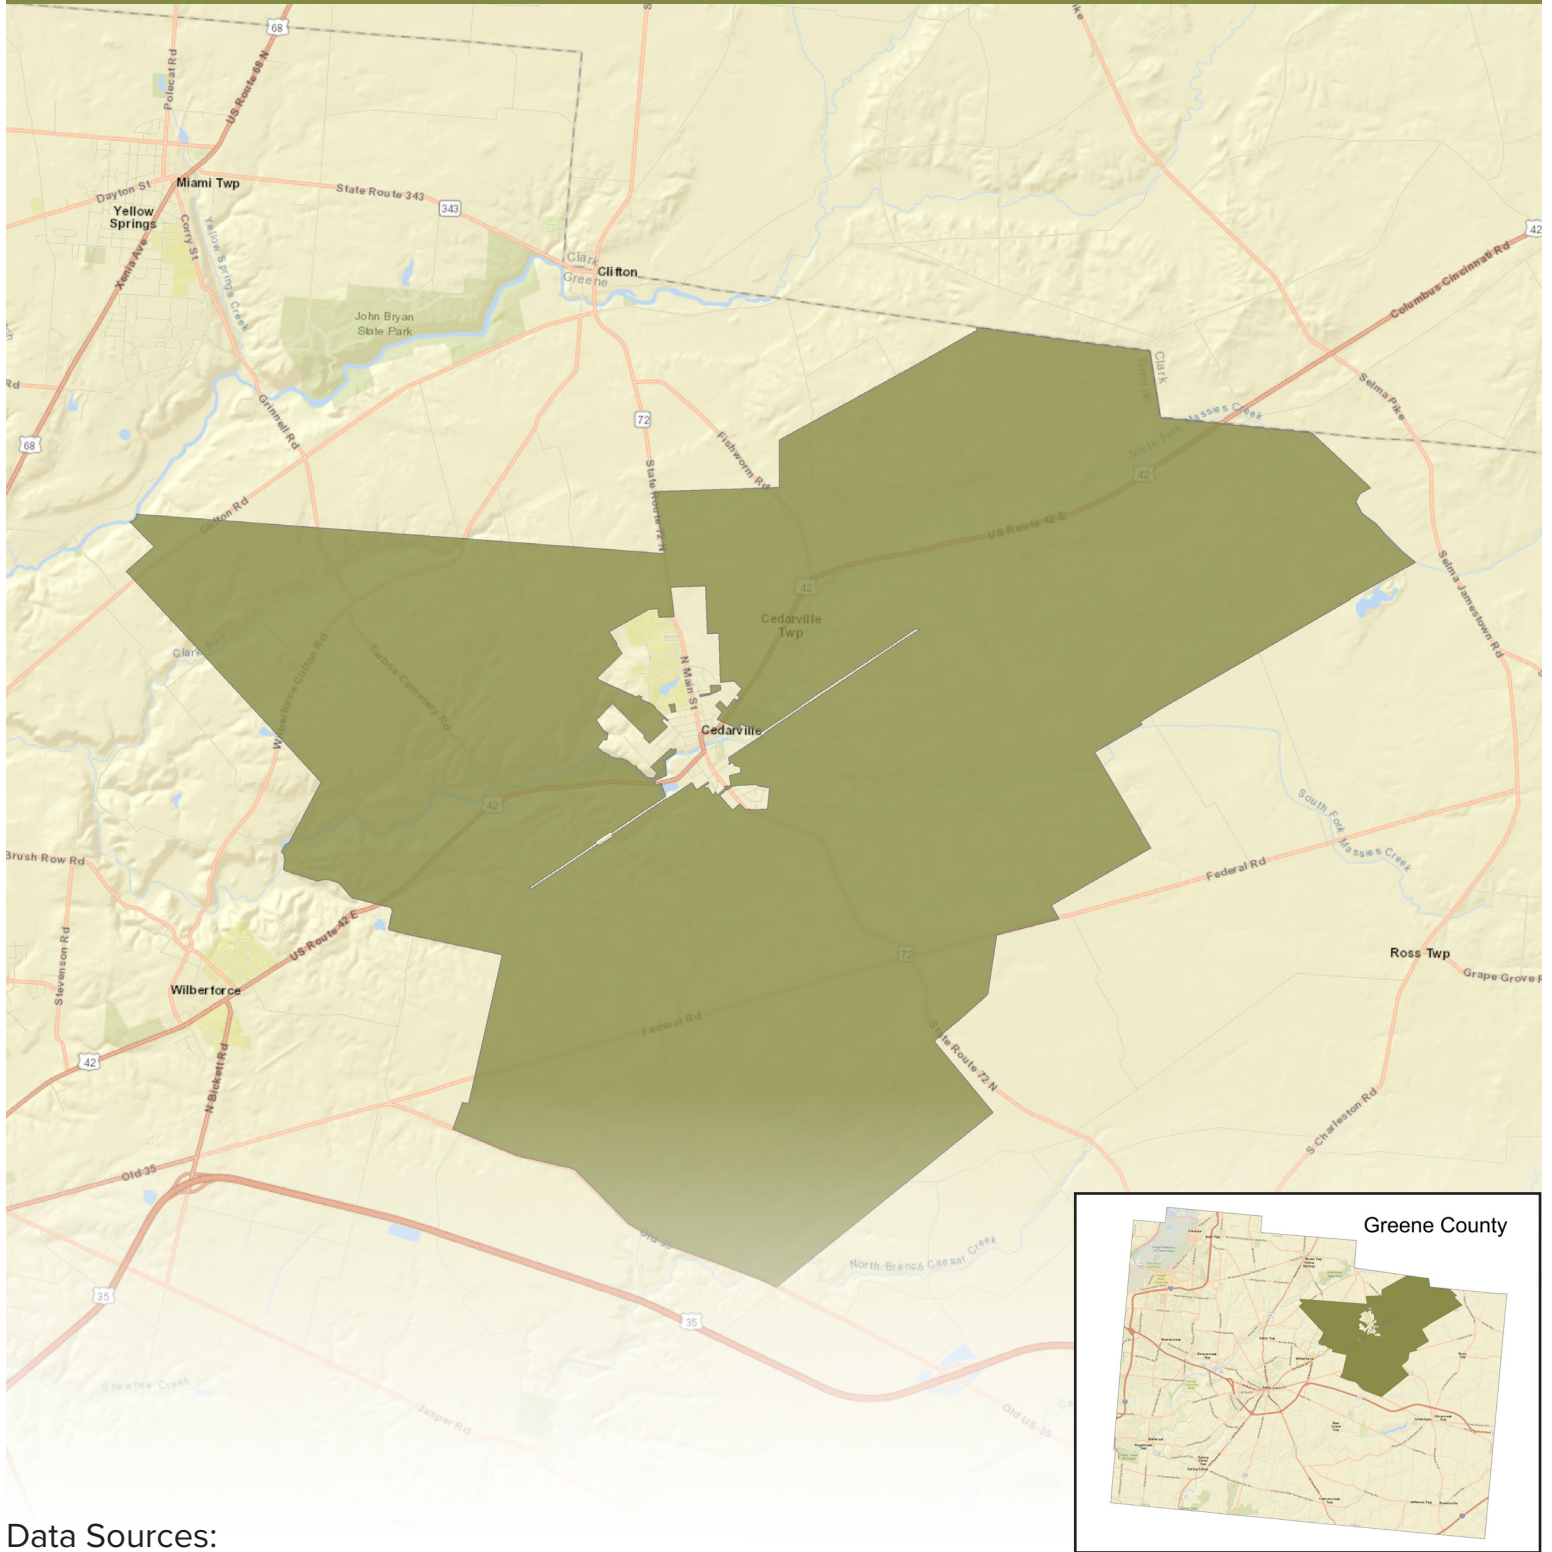 68
US Route 68 N
Polecat Rd
Miami Twp
Dayton St
State Route 343
343
Yellow
Springs
Corry St
Yellow Springs Creek
Xenia Ave
Clark
Greene
Clifton
John Bryan
State Park
42
Columbus Cincinnati Rd
Clark
Greene
Selma Pike
Rd
Grinnell Rd
72
Fishworm Rd
North Fork Massies Creek
68
42
State Route 72 N
Clifton Rd
US Route 42 E
Selma Jamestown Rd
42
Cedarville
Twp
Wilberforce Clifton Rd
Tarbox Cemetery Rd
N Main St
Cedarville
42
South Fork Massies Creek
Brush Row Rd
Federal Rd
US Route 42 E
Stevenson Rd
72
Ross Twp
Grape Grove R
Wilberforce
Federal Rd
State Route 72 N
42
N Bickett Rd
S Charleston Rd
Old 35
Old 35
North Branch Caesar Creek
35
35
Shawnee Creek
Jasper Rd
Old US-35
Greene County
Data Sources: